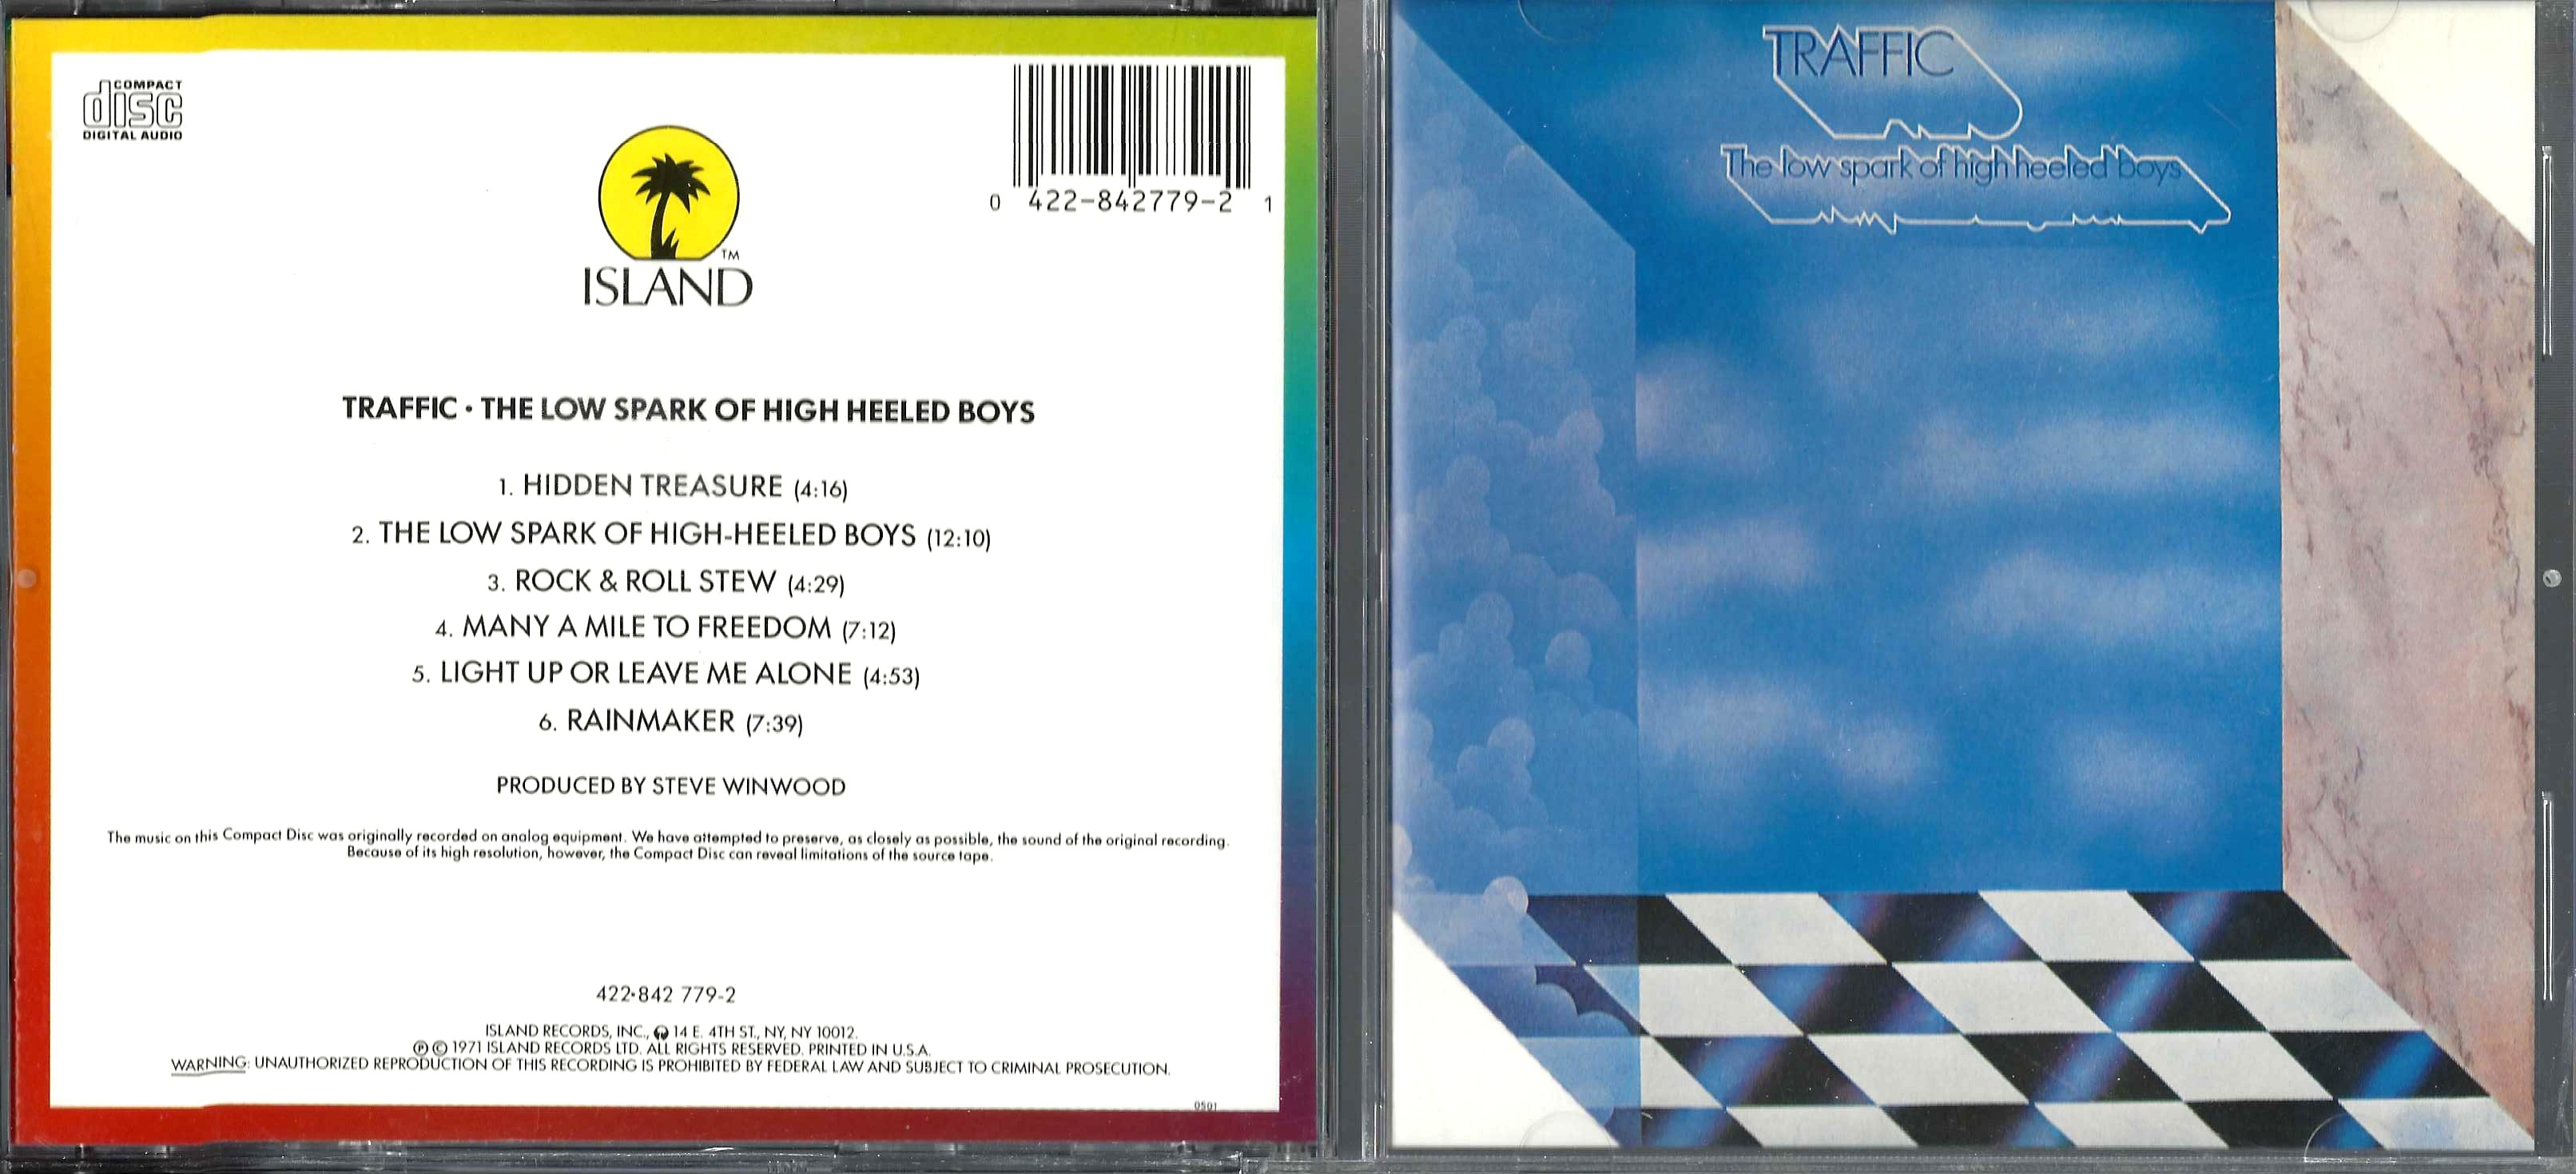 COMPACT
disc
DIGITAL AUDIO
0 422-842779-2 1
TM
ISLAND
TRAFFIC • THE LOW SPARK OF HIGH HEELED BOYS
1. HIDDEN TREASURE (4:16)
2. THE LOW SPARK OF HIGH-HEELED BOYS (12:10)
3. ROCK & ROLL STEW (4:29)
4. MANY A MILE TO FREEDOM (7:12)
5. LIGHT UP OR LEAVE ME ALONE (4:53)
6. RAINMAKER (7:39)
PRODUCED BY STEVE WINWOOD
The music on this Compact Disc was originally recorded on analog equipment. We have attempted to preserve, as closely as possible, the sound of the original recording.
Because of its high resolution, however, the Compact Disc can reveal limitations of the source tape.
422•842 779-2
ISLAND RECORDS, INC., 14 E. 4TH ST., NY, NY 10012.
℗ © 1971 ISLAND RECORDS LTD. ALL RIGHTS RESERVED. PRINTED IN U.S.A.
WARNING: UNAUTHORIZED REPRODUCTION OF THIS RECORDING IS PROHIBITED BY FEDERAL LAW AND SUBJECT TO CRIMINAL PROSECUTION.
0591
TRAFFIC
The low spark of high heeled boys